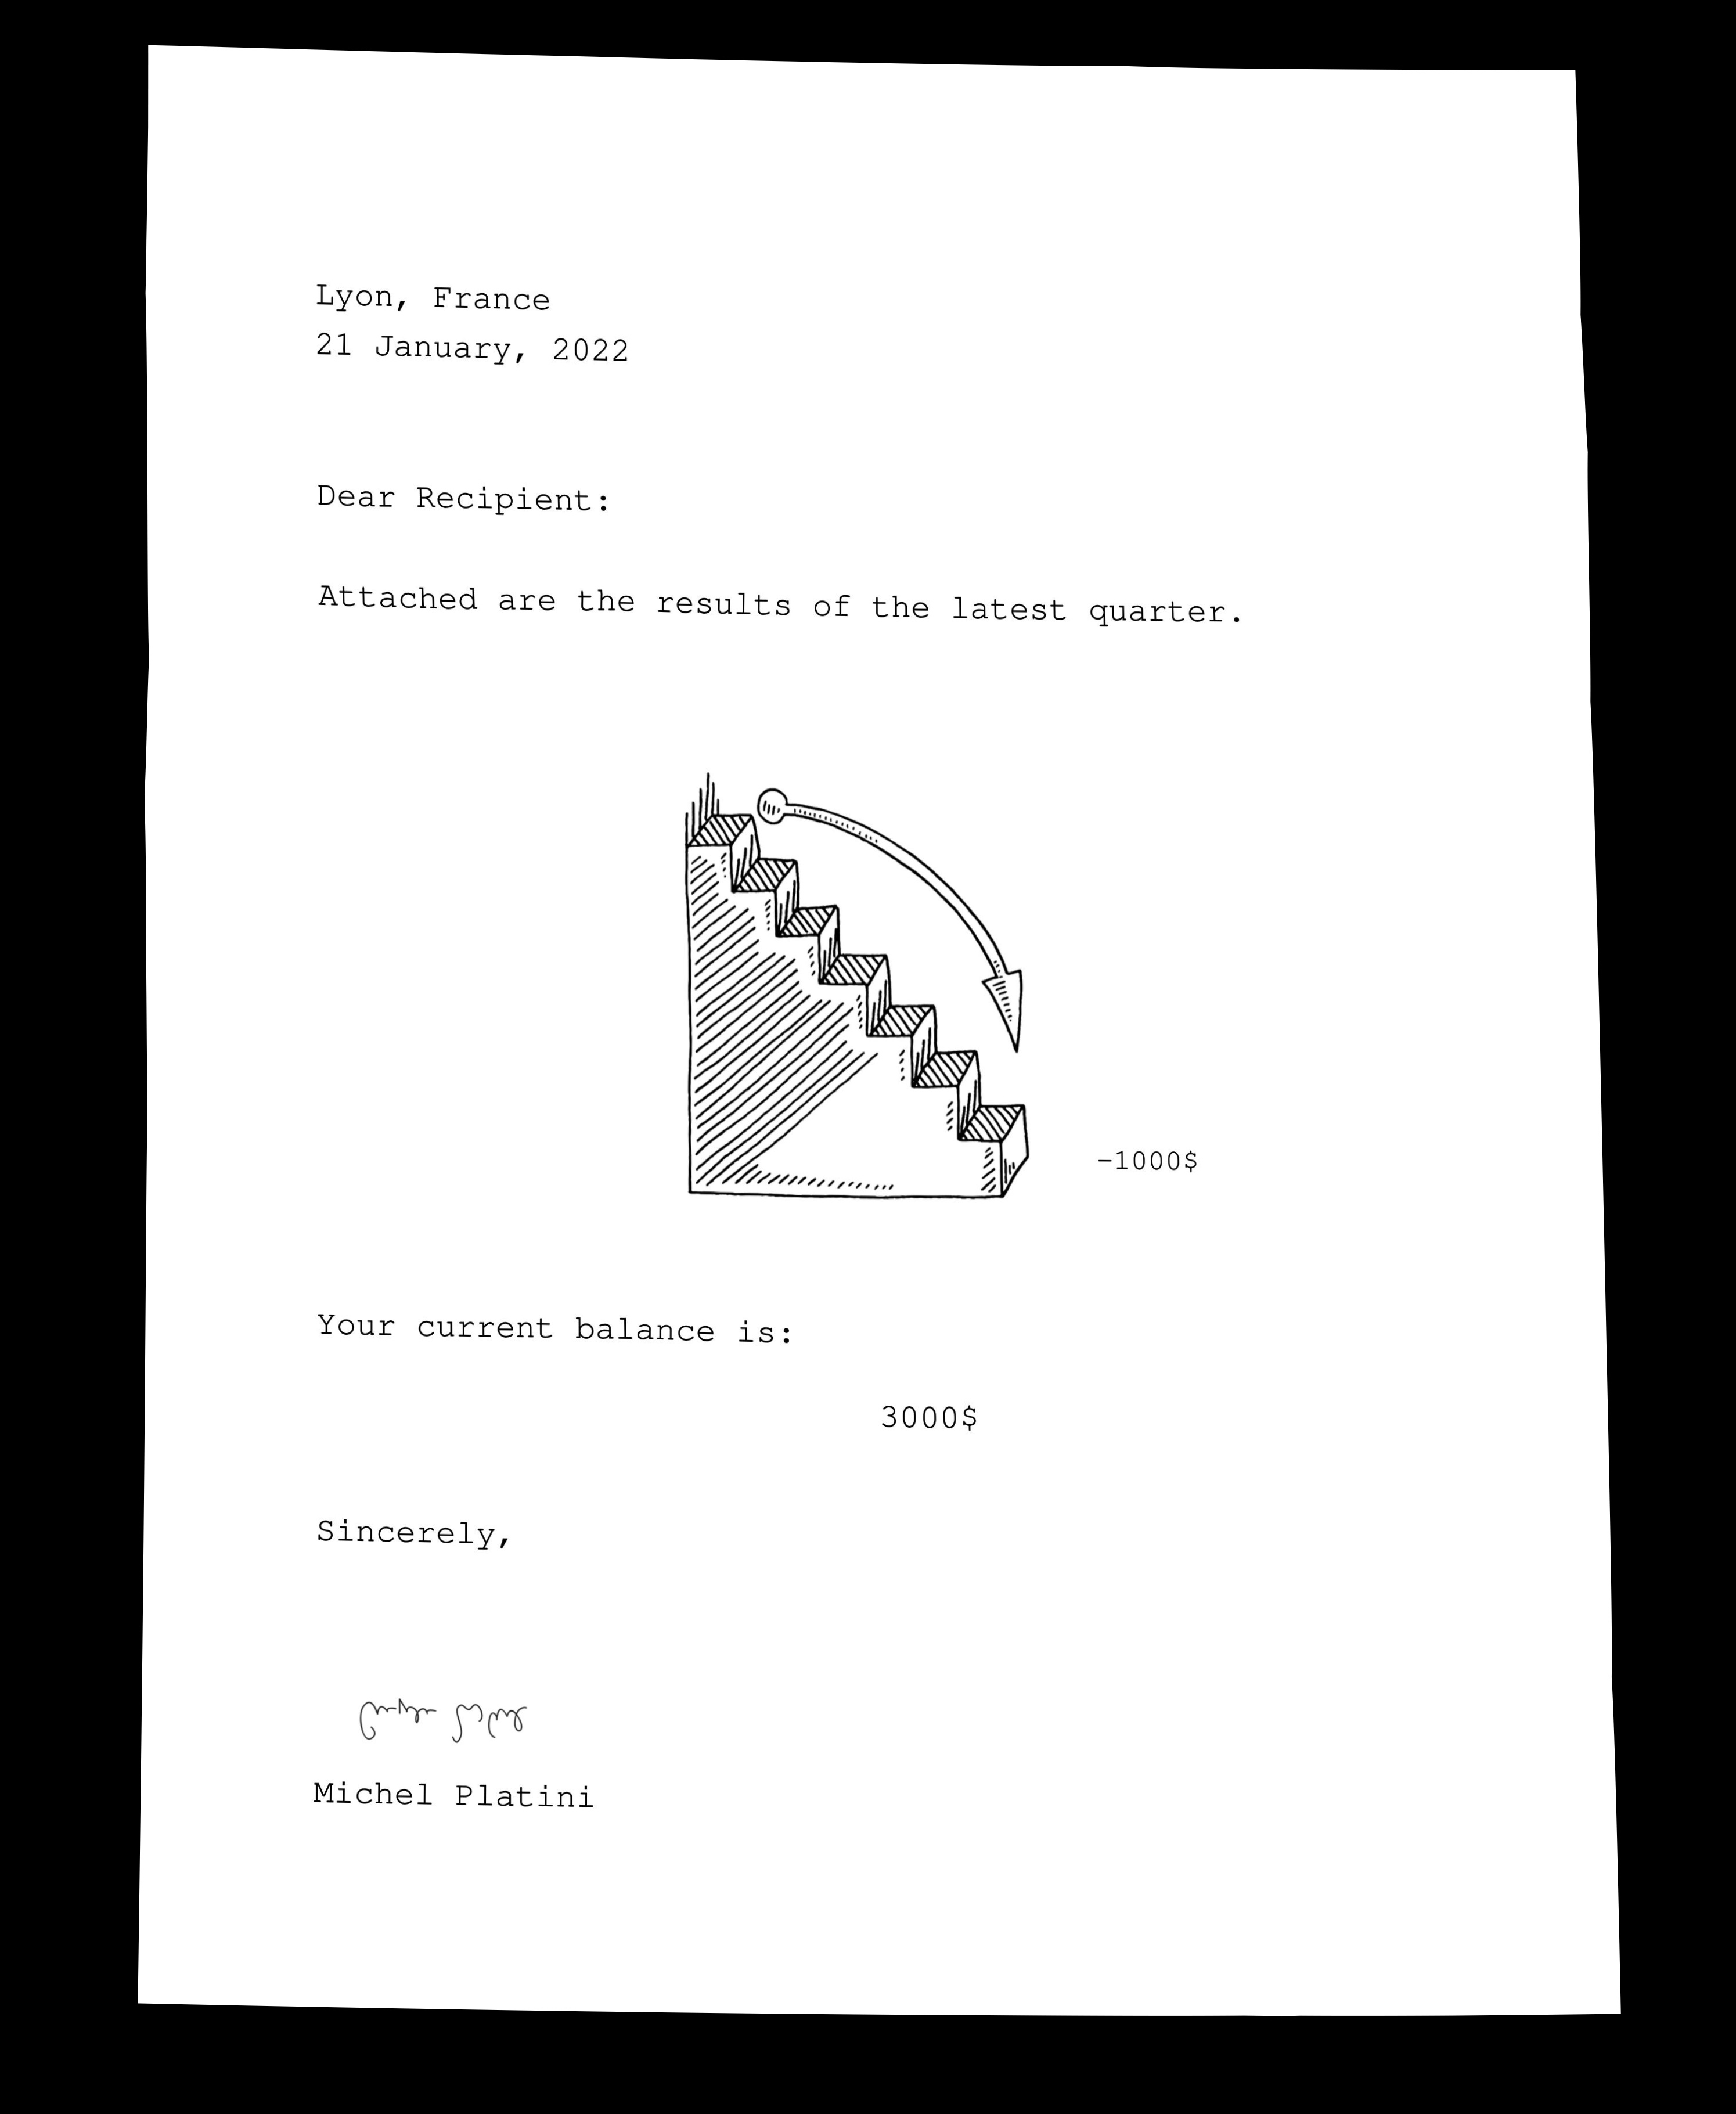 Lyon, France
21 January, 2022
Dear Recipient:
Attached are the results of the latest quarter.
-1000$
Your current balance is:
3000$
Sincerely,
Michel Platini